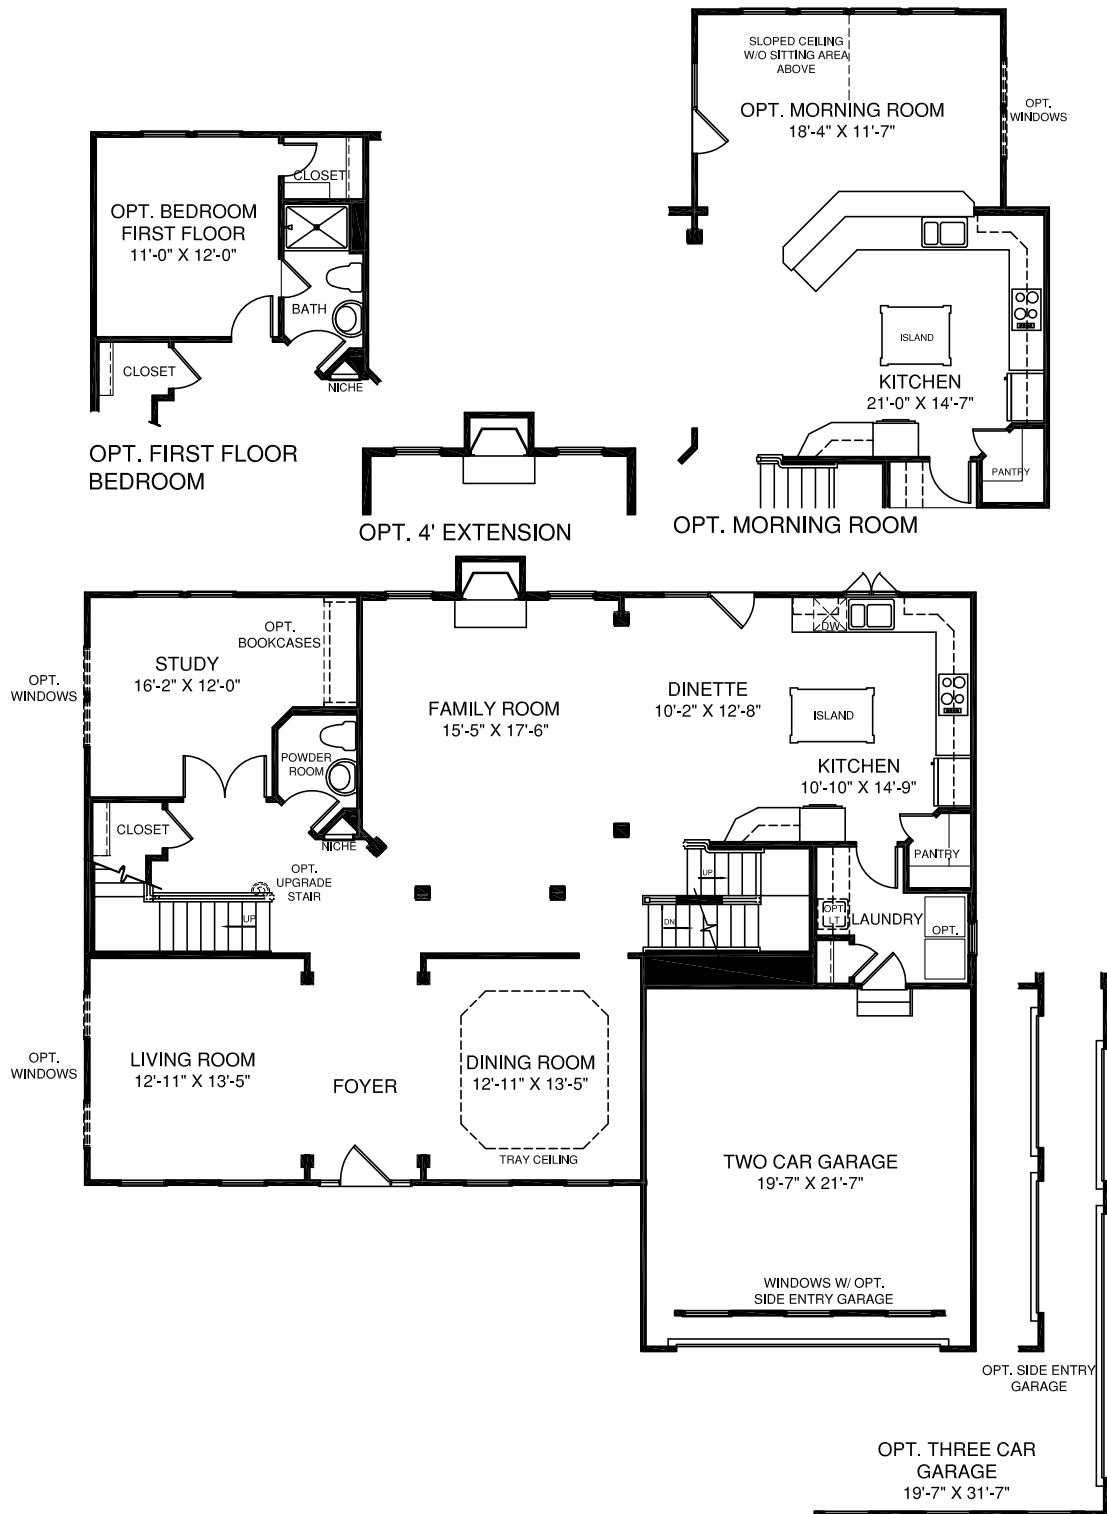 SLOPED CEILING
W/O SITTING AREA
ABOVE
OPT. MORNING ROOM
18'-4" X 11'-7"
OPT.
WINDOWS
CLOSET
OPT. BEDROOM
FIRST FLOOR
11'-0" X 12'-0"
BATH
CLOSET
NICHE
OPT. FIRST FLOOR
BEDROOM
ISLAND
KITCHEN
21'-0" X 14'-7"
PANTRY
OPT. 4' EXTENSION
OPT. MORNING ROOM
OPT.
BOOKCASES
STUDY
16'-2" X 12'-0"
OPT.
WINDOWS
FAMILY ROOM
15'-5" X 17'-6"
DINETTE
10'-2" X 12'-8"
DW
ISLAND
KITCHEN
10'-10" X 14'-9"
POWDER
ROOM
CLOSET
NICHE
OPT.
UPGRADE
STAIR
UP
UP
DN
PANTRY
OPT
LT
LAUNDRY
OPT.
OPT.
WINDOWS
LIVING ROOM
12'-11" X 13'-5"
FOYER
DINING ROOM
12'-11" X 13'-5"
TRAY CEILING
TWO CAR GARAGE
19'-7" X 21'-7"
WINDOWS W/ OPT.
SIDE ENTRY GARAGE
OPT. SIDE ENTRY
GARAGE
OPT. THREE CAR
GARAGE
19'-7" X 31'-7"